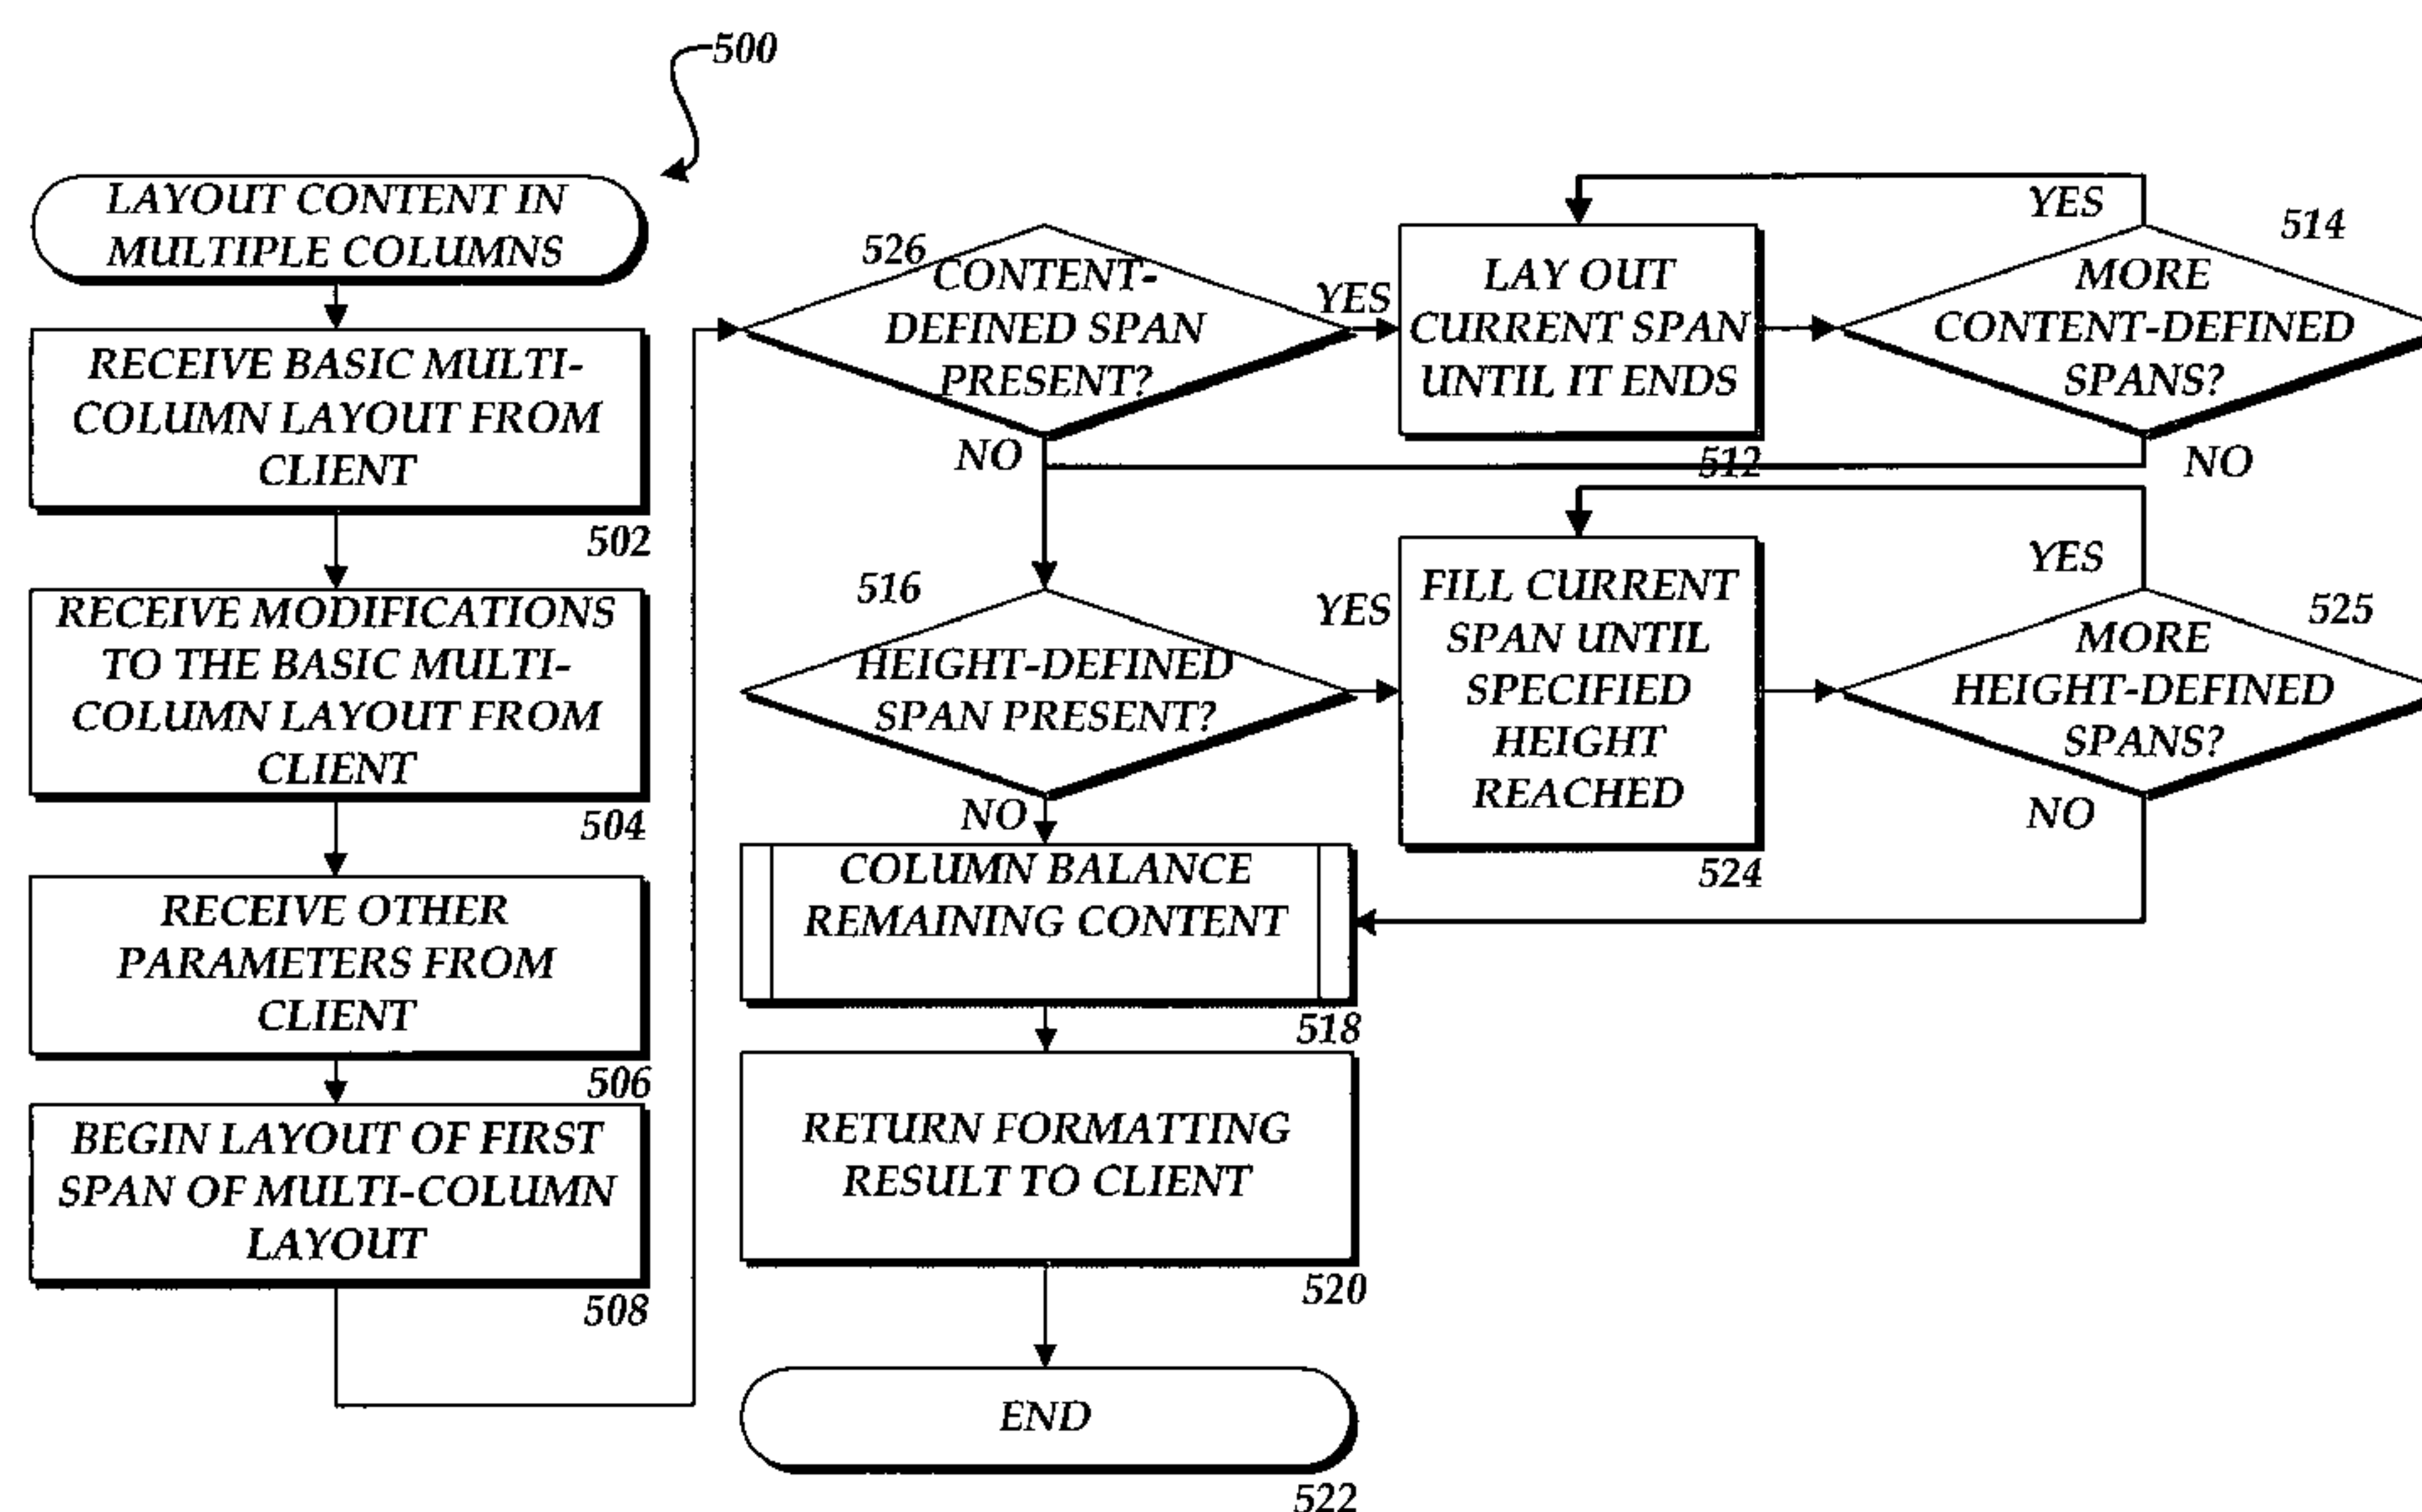 500
LAYOUT CONTENT IN
MULTIPLE COLUMNS
RECEIVE BASIC MULTI-
COLUMN LAYOUT FROM
CLIENT
502
RECEIVE MODIFICATIONS
TO THE BASIC MULTI-
COLUMN LAYOUT FROM
CLIENT
504
RECEIVE OTHER
PARAMETERS FROM
CLIENT
506
BEGIN LAYOUT OF FIRST
SPAN OF MULTI-COLUMN
LAYOUT
508
526
CONTENT-
DEFINED SPAN
PRESENT?
YES
NO
LAY OUT
CURRENT SPAN
UNTIL IT ENDS
512
YES
514
MORE
CONTENT-DEFINED
SPANS?
NO
516
HEIGHT-DEFINED
SPAN PRESENT?
YES
NO
FILL CURRENT
SPAN UNTIL
SPECIFIED
HEIGHT
REACHED
524
YES
525
MORE
HEIGHT-DEFINED
SPANS?
NO
COLUMN BALANCE
REMAINING CONTENT
518
RETURN FORMATTING
RESULT TO CLIENT
520
END
522